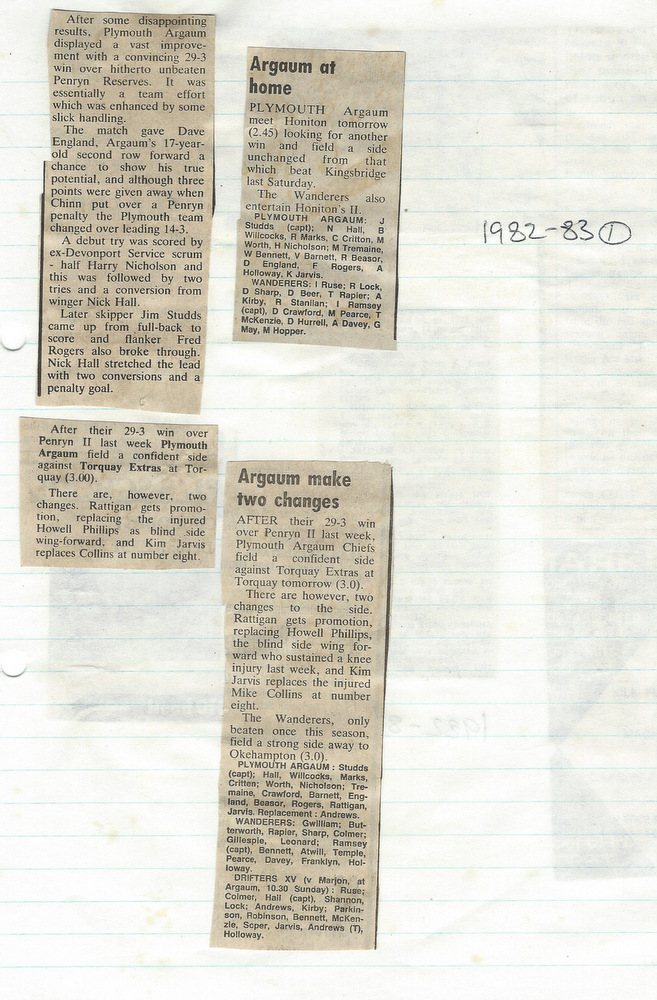 After some disappointing
results, Plymouth Argaum
displayed a vast improve-
ment with a convincing 29-3
win over hitherto unbeaten
Penryn Reserves. It was
essentially a team effort
which was enhanced by some
slick handling.
The match gave Dave
England, Argaum's 17-year-
old second row forward a
chance to show his true
potential, and although three
points were given away when
Chinn put over a Penryn
penalty the Plymouth team
changed over leading 14-3.
A debut try was scored by
ex-Devonport Service scrum
- half Harry Nicholson and
this was followed by two
tries and a conversion from
winger Nick Hall.
Later skipper Jim Studds
came up from full-back to
score and flanker Fred
Rogers also broke through.
Nick Hall stretched the lead
with two conversions and a
penalty goal.
After their 29-3 win over
Penryn II last week Plymouth
Argaum field a confident side
against Torquay Extras at Tor-
quay (3.00).
There are, however, two
changes. Rattigan gets promo-
tion, replacing the injured
Howell Phillips as blind side
wing-forward, and Kim Jarvis
replaces Collins at number eight.
Argaum at
home
PLYMOUTH Argaum
meet Honiton tomorrow
(2.45) looking for another
win and field a side
unchanged from that
which beat Kingsbridge
last Saturday.
The Wanderers also
entertain Honiton's II.
PLYMOUTH ARGAUM: J
Studds (capt); N Hall, B
Willcocks, R Marks, C Critton, M
Worth, H Nicholson; M Tremaine,
W Bennett, V Barnett, R Beasor,
D England, F Rogers, A
Holloway, K Jarvis.
WANDERERS: I Ruse; R Lock,
D Sharp, D Beer, T Rapier; A
Kirby, R Stanilan; I Ramsey
(capt), D Crawford, M Pearce, T
McKenzie, D Hurrell, A Davey, G
May, M Hopper.
1982-83 1
Argaum make
two changes
AFTER their 29-3 win
over Penryn II last week,
Plymouth Argaum Chiefs
field a confident side
against Torquay Extras at
Torquay tomorrow (3.0).
There are however, two
changes to the side.
Rattigan gets promotion,
replacing Howell Phillips,
the blind side wing for-
ward who sustained a knee
injury last week, and Kim
Jarvis replaces the injured
Mike Collins at number
eight.
The Wanderers, only
beaten once this season,
field a strong side away to
Okehampton (3.0).
PLYMOUTH ARGAUM : Studds
(capt); Hall, Willcocks, Marks,
Critten; Worth, Nicholson; Tre-
maine, Crawford, Barnett, Eng-
land, Beasor, Rogers, Rattigan,
Jarvis. Replacement : Andrews.
WANDERERS: Gwilliam; But-
terworth, Rapier, Sharp, Colmer;
Gillespie, Leonard; Ramsey
(capt), Bennett, Atwill, Temple,
Pearce, Davey, Franklyn, Hol-
loway.
DRIFTERS XV (v Marjon, at
Argaum, 10.30 Sunday) : Ruse;
Colmer, Hall (capt), Shannon,
Lock; Andrews, Kirby; Parkin-
son, Robinson, Bennett, McKen-
zie, Scper, Jarvis, Andrews (T),
Holloway.